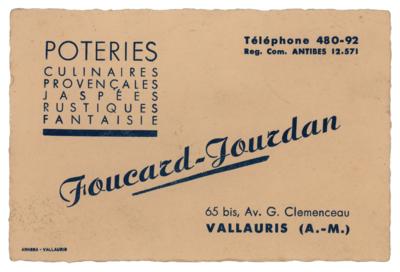 POTERIES
CULINAIRES
PROVENÇALES
JASPÉES
RUSTIQUES
FANTAISIE
Téléphone 480-92
Reg. Com. ANTIBES 12.571
Foucard-Jourdan
65 bis, Av. G. Clemenceau
VALLAURIS (A.-M.)
ARNERA - VALLAURIS